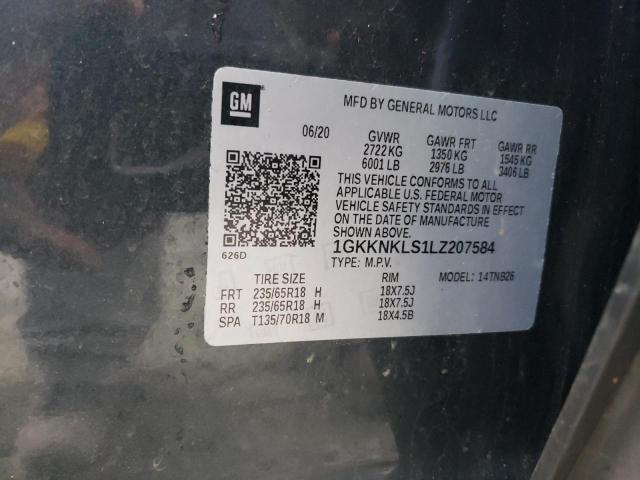 GM
MFD BY GENERAL MOTORS LLC
06/20 GVWR GAWR FRT GAWR RR
2722 KG 1350 KG 1545 KG
6001 LB 2976 LB 3406 LB
THIS VEHICLE CONFORMS TO ALL
APPLICABLE U.S. FEDERAL MOTOR
VEHICLE SAFETY STANDARDS IN EFFECT
ON THE DATE OF MANUFACTURE
SHOWN ABOVE.
626D 1GKKNKLS1LZ207584
TYPE: M.P.V. MODEL: 14TNB26
TIRE SIZE RIM
FRT 235/65R18 H 18X7.5J
RR 235/65R18 H 18X7.5J
SPA T135/70R18 M 18X4.5B